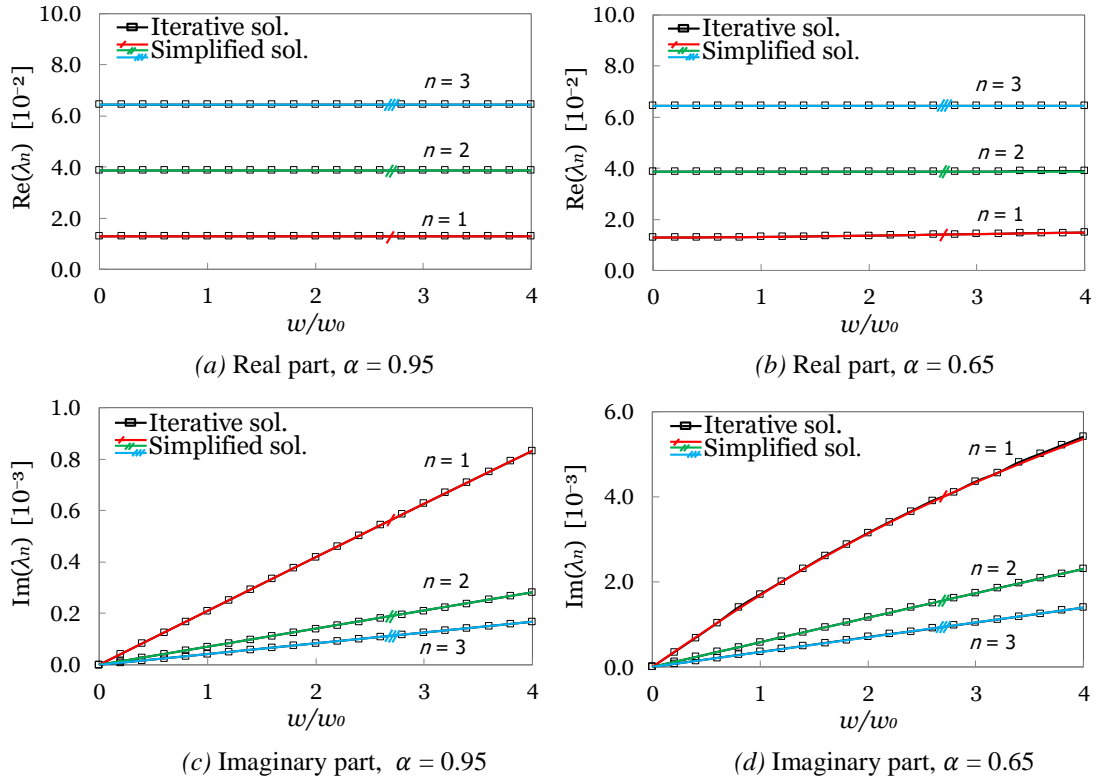 Iterative sol.
Simplified sol.
Re(λn) [10⁻²]
10.0
8.0
6.0
4.0
2.0
0.0
n = 3
n = 2
n = 1
0 1 2 3 4
w/w₀
(a) Real part, α = 0.95
Iterative sol.
Simplified sol.
Re(λn) [10⁻²]
10.0
8.0
6.0
4.0
2.0
0.0
n = 3
n = 2
n = 1
0 1 2 3 4
w/w₀
(b) Real part, α = 0.65
Iterative sol.
Simplified sol.
Im(λn) [10⁻³]
1.0
0.8
0.6
0.4
0.2
0.0
n = 1
n = 2
n = 3
0 1 2 3 4
w/w₀
(c) Imaginary part, α = 0.95
Iterative sol.
Simplified sol.
Im(λn) [10⁻³]
6.0
4.0
2.0
0.0
n = 1
n = 2
n = 3
0 1 2 3 4
w/w₀
(d) Imaginary part, α = 0.65